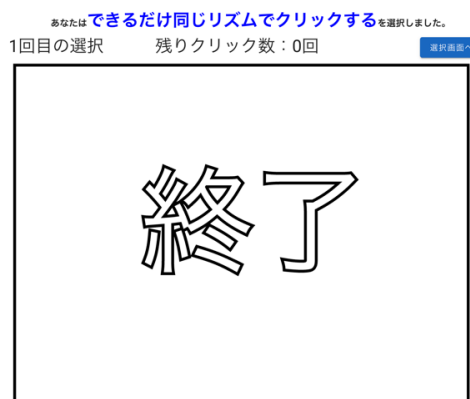 あなたはできるだけ同じリズムでクリックするを選択しました。
1回目の選択 残りクリック数：0回 選択画面へ
終了